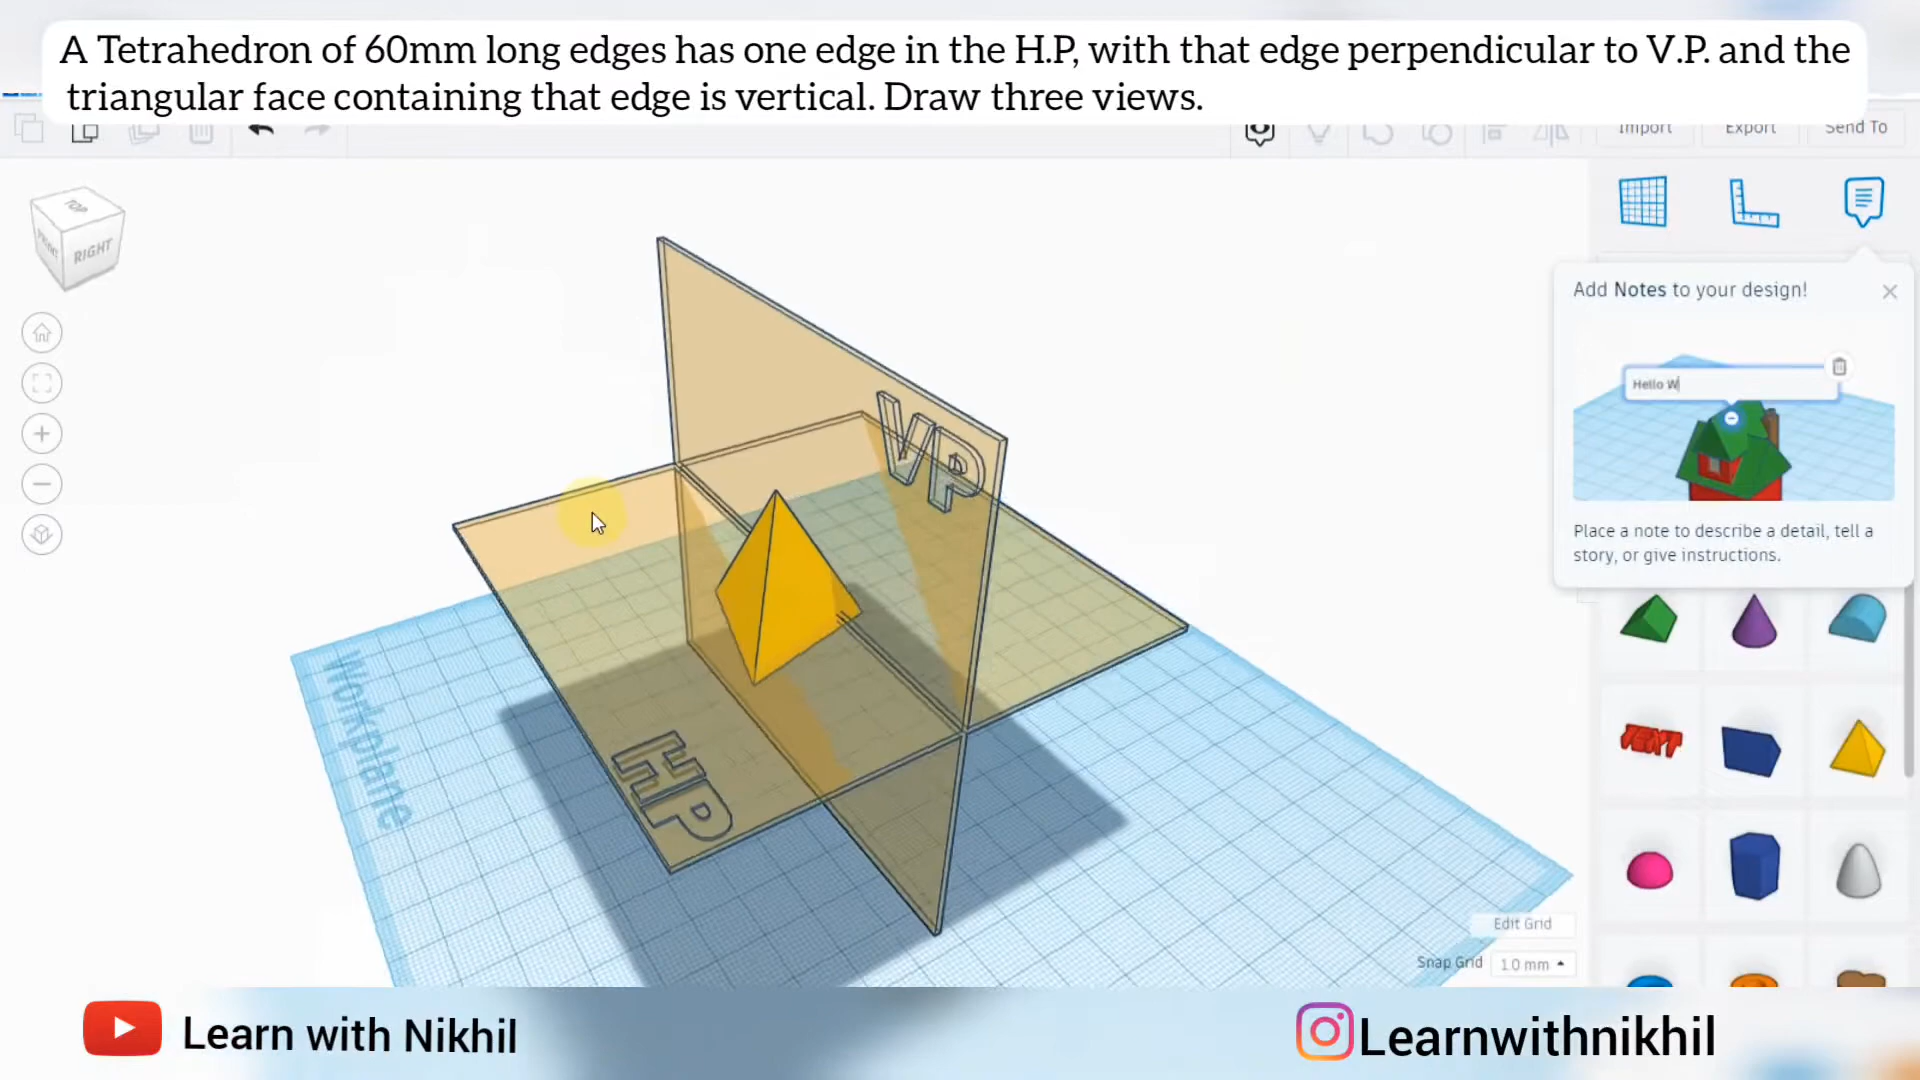 A Tetrahedron of 60mm long edges has one edge in the H.P, with that edge perpendicular to V.P. and the
triangular face containing that edge is vertical. Draw three views.
Import
Export
Send To
TOP
RIGHT
Add Notes to your design!
Hello W
Place a note to describe a detail, tell a
story, or give instructions.
VP
HP
Workplane
TEXT
Edit Grid
Snap Grid
1.0 mm
Learn with Nikhil
Learnwithnikhil